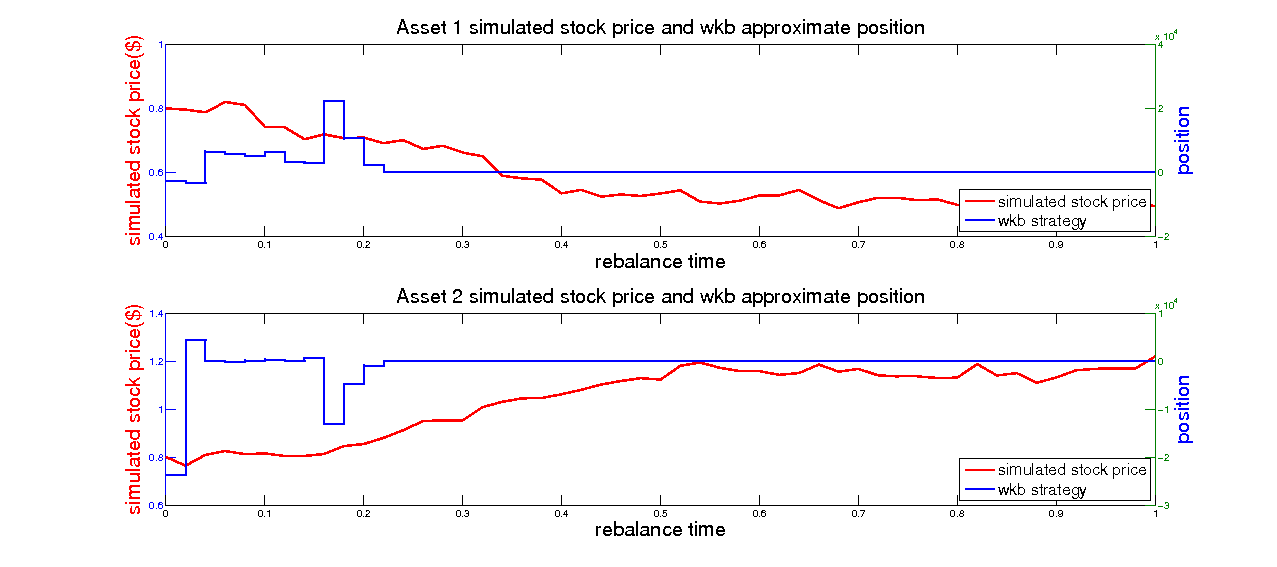 Asset 1 simulated stock price and wkb approximate position
simulated stock price($)
1
0.8
0.6
0.4
x 10^4
4
2
0
-2
position
simulated stock price
wkb strategy
0 0.1 0.2 0.3 0.4 0.5 0.6 0.7 0.8 0.9 1
rebalance time
Asset 2 simulated stock price and wkb approximate position
simulated stock price($)
1.4
1.2
1
0.8
0.6
x 10^4
1
0
-1
-2
-3
position
simulated stock price
wkb strategy
0 0.1 0.2 0.3 0.4 0.5 0.6 0.7 0.8 0.9 1
rebalance time